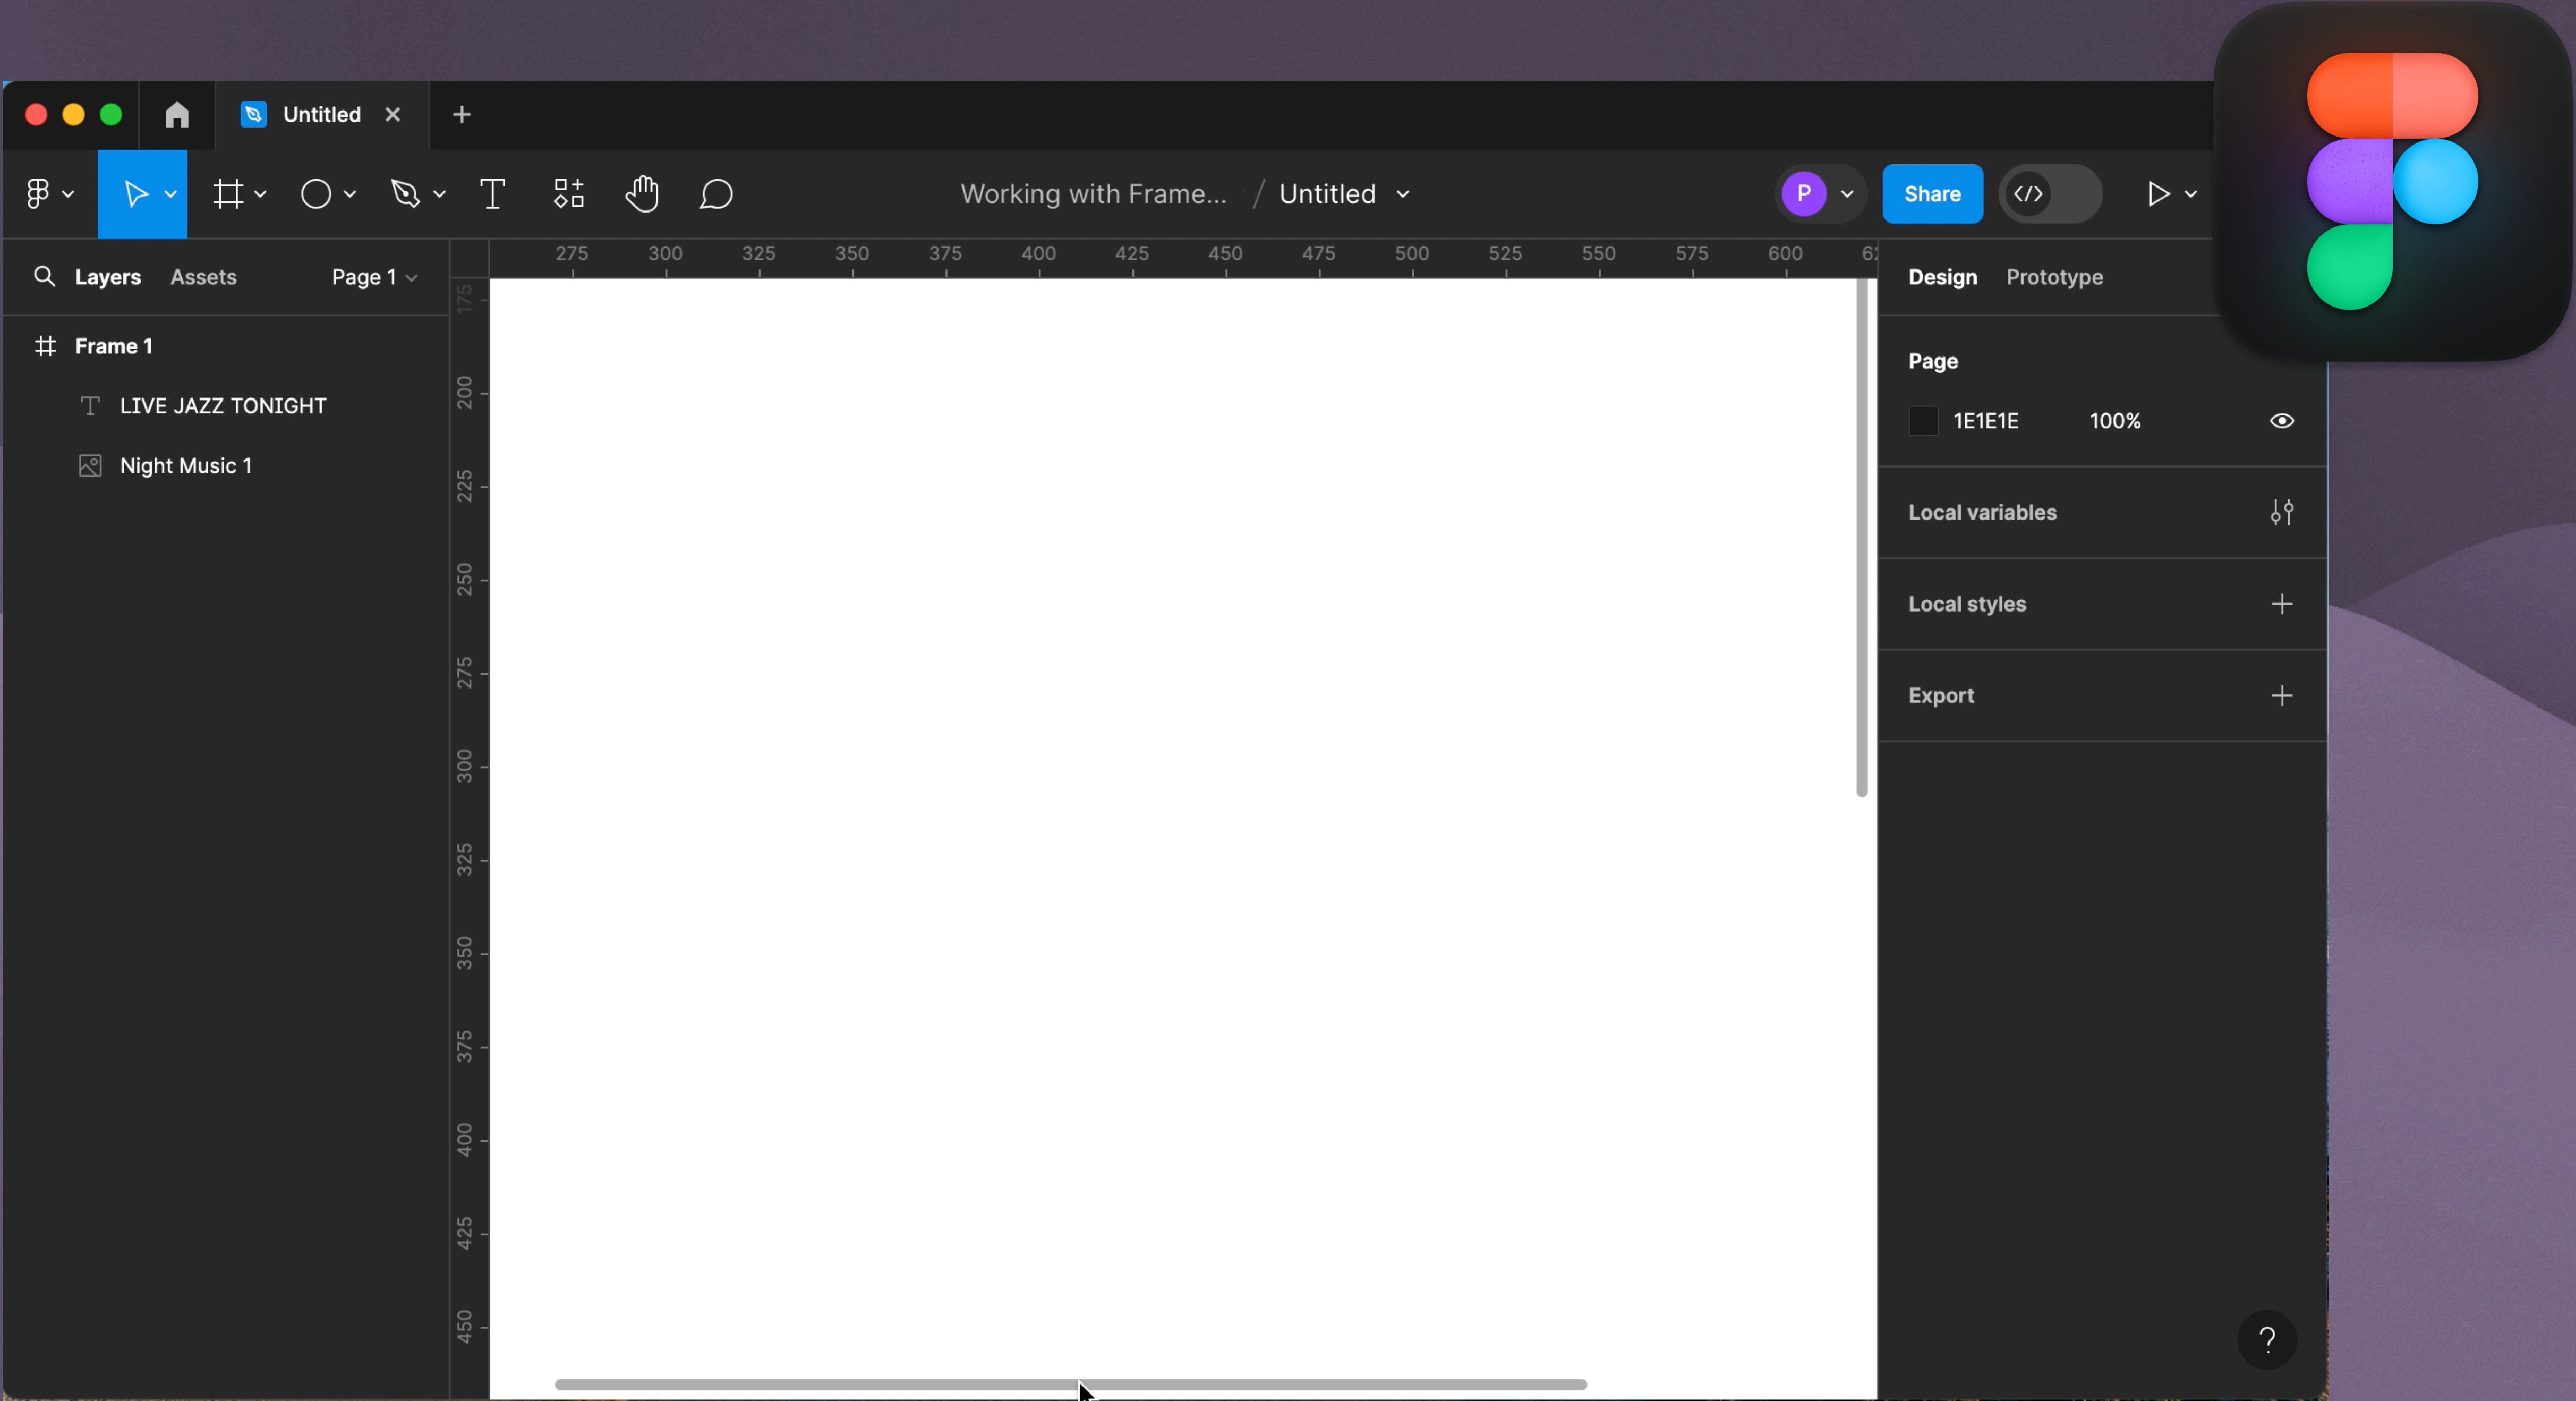 Untitled
Working with Frame... / Untitled
P
Share
Layers Assets Page 1
275 300 325 350 375 400 425 450 475 500 525 550 575 600
Design Prototype
Frame 1
LIVE JAZZ TONIGHT
Night Music 1
175
200
225
250
275
300
325
350
375
400
425
450
Page
1E1E1E 100%
Local variables
Local styles
Export
?